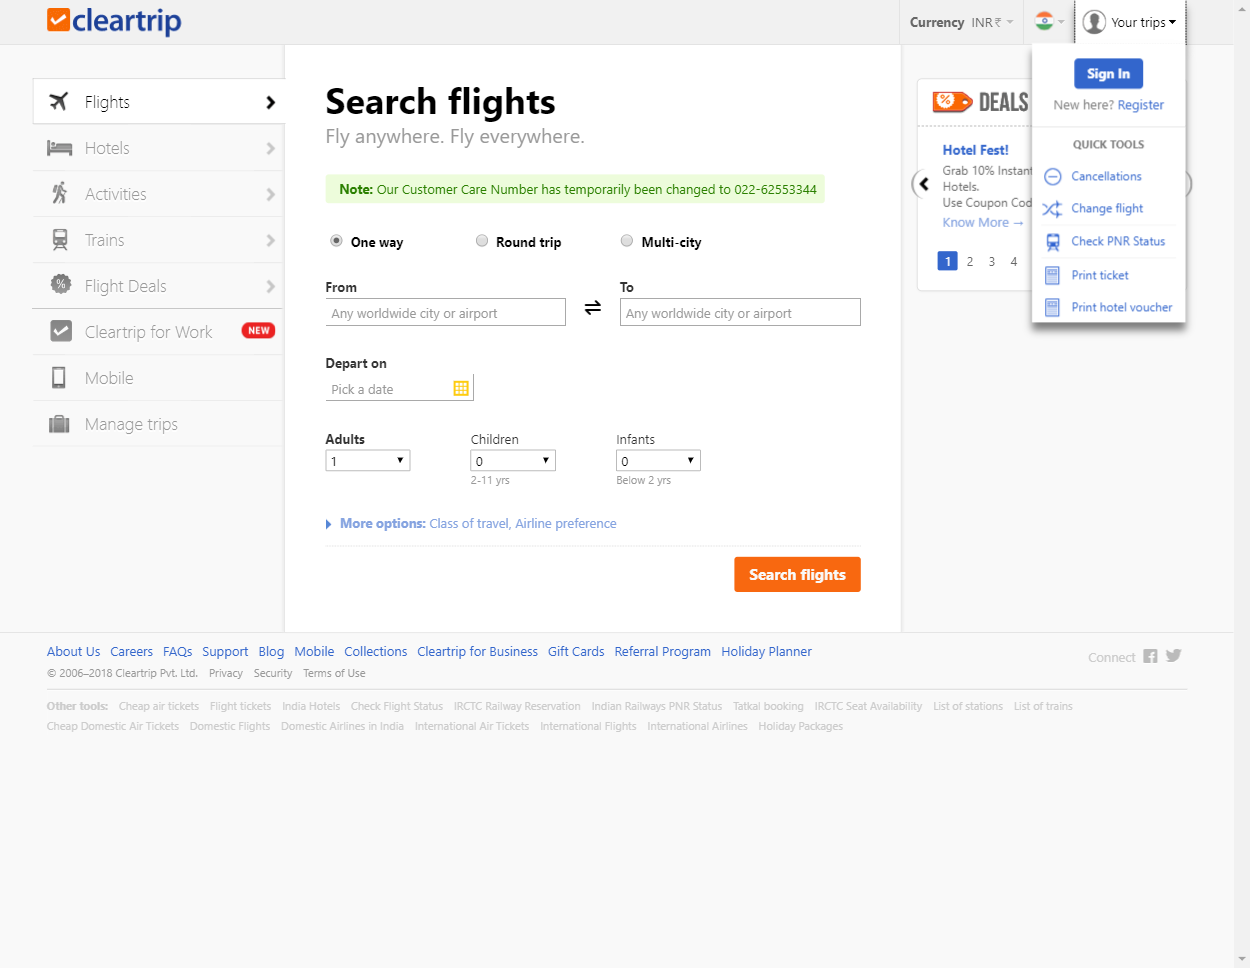 cleartrip
Currency INR₹
Your trips
Sign In
New here? Register
QUICK TOOLS
Cancellations
Change flight
Check PNR Status
Print ticket
Print hotel voucher
Flights
Hotels
Activities
Trains
Flight Deals
Cleartrip for Work NEW
Mobile
Manage trips
Search flights
Fly anywhere. Fly everywhere.
Note: Our Customer Care Number has temporarily been changed to 022-62553344
One way Round trip Multi-city
From To
Any worldwide city or airport Any worldwide city or airport
Depart on
Pick a date
Adults Children Infants
1 0 0
2-11 yrs Below 2 yrs
More options: Class of travel, Airline preference
Search flights
% DEALS
Hotel Fest!
Grab 10% Instant
Hotels.
Use Coupon Cod
Know More →
1 2 3 4
About Us Careers FAQs Support Blog Mobile Collections Cleartrip for Business Gift Cards Referral Program Holiday Planner
© 2006–2018 Cleartrip Pvt. Ltd. Privacy Security Terms of Use
Connect
Other tools: Cheap air tickets Flight tickets India Hotels Check Flight Status IRCTC Railway Reservation Indian Railways PNR Status Tatkal booking IRCTC Seat Availability List of stations List of trains
Cheap Domestic Air Tickets Domestic Flights Domestic Airlines in India International Air Tickets International Flights International Airlines Holiday Packages